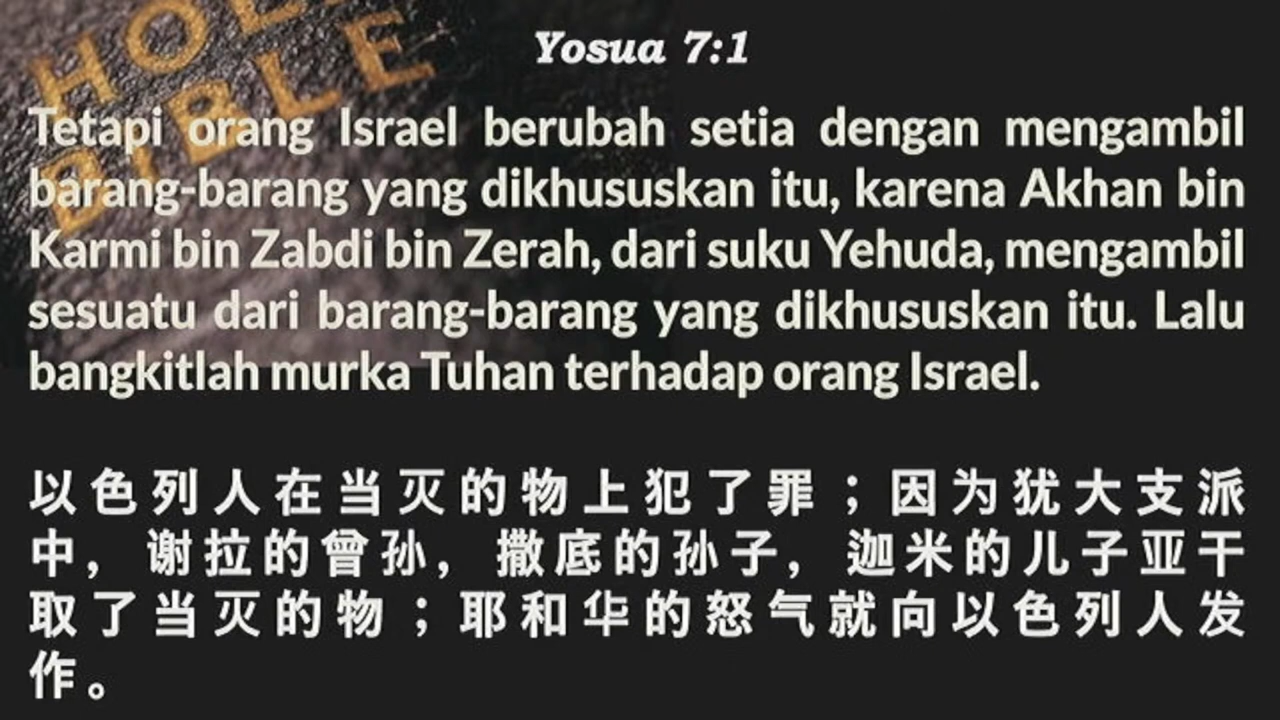 HOL
BIBLE
Yosua 7:1
Tetapi orang Israel berubah setia dengan mengambil
barang-barang yang dikhususkan itu, karena Akhan bin
Karmi bin Zabdi bin Zerah, dari suku Yehuda, mengambil
sesuatu dari barang-barang yang dikhususkan itu. Lalu
bangkitlah murka Tuhan terhadap orang Israel.
以色列人在当灭的物上犯了罪；因为犹大支派
中，谢拉的曾孙，撒底的孙子，迦米的儿子亚干
取了当灭的物；耶和华的怒气就向以色列人发
作。